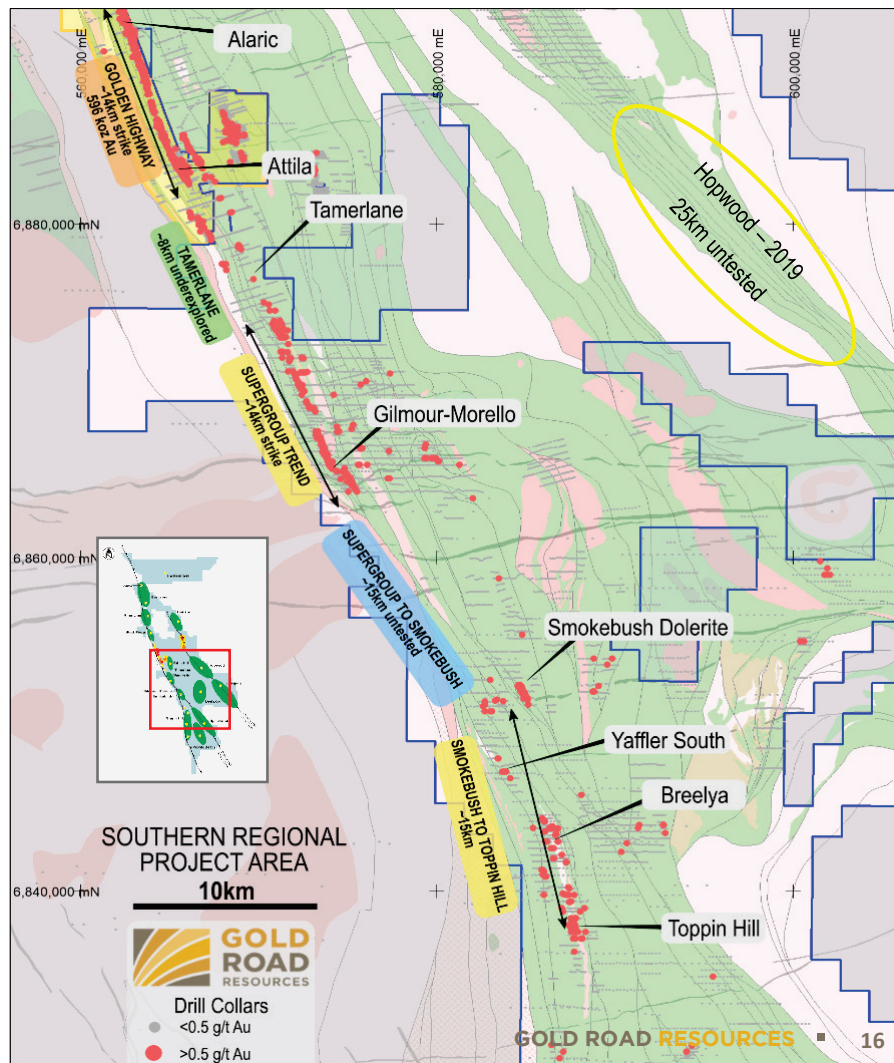 Alaric
560,000 mE
580,000 mE
600,000 mE
GOLDEN HIGHWAY
~14km strike
596 koz Au
Attila
Hopwood – 2019
25km untested
Tamerlane
6,880,000 mN
TAMERLANE
~8km underexplored
SUPERGROUP TREND
~14km strike
Gilmour-Morello
6,860,000 mN
SUPERGROUP TO SMOKEBUSH
~15km untested
Smokebush Dolerite
Yaffler South
SMOKEBUSH TO TOPPIN HILL
~15km
Breelya
SOUTHERN REGIONAL
PROJECT AREA
10km
6,840,000 mN
Toppin Hill
GOLD
ROAD
RESOURCES
Drill Collars
<0.5 g/t Au
>0.5 g/t Au
GOLD ROAD RESOURCES ▪ 16